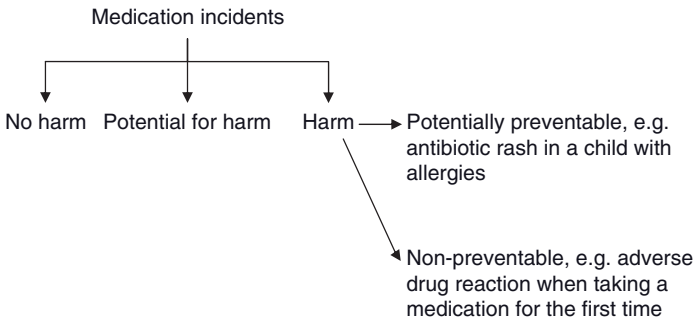 Medication incidents
No harm
Potential for harm
Harm
Potentially preventable, e.g.
antibiotic rash in a child with
allergies
Non-preventable, e.g. adverse
drug reaction when taking a
medication for the first time